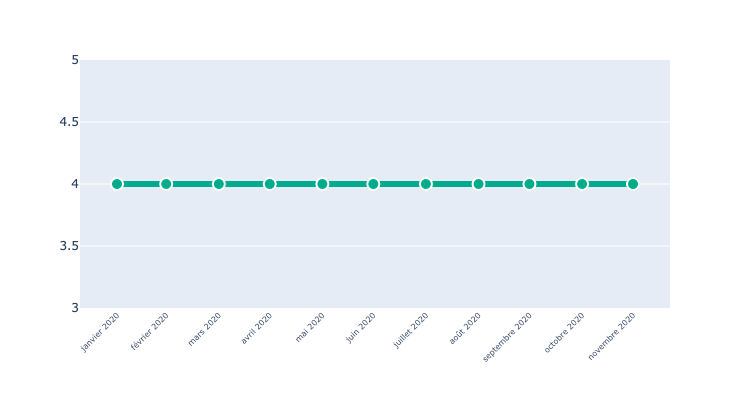 5
4.5
4
3.5
3
janvier 2020
février 2020
mars 2020
avril 2020
mai 2020
juin 2020
juillet 2020
août 2020
septembre 2020
octobre 2020
novembre 2020